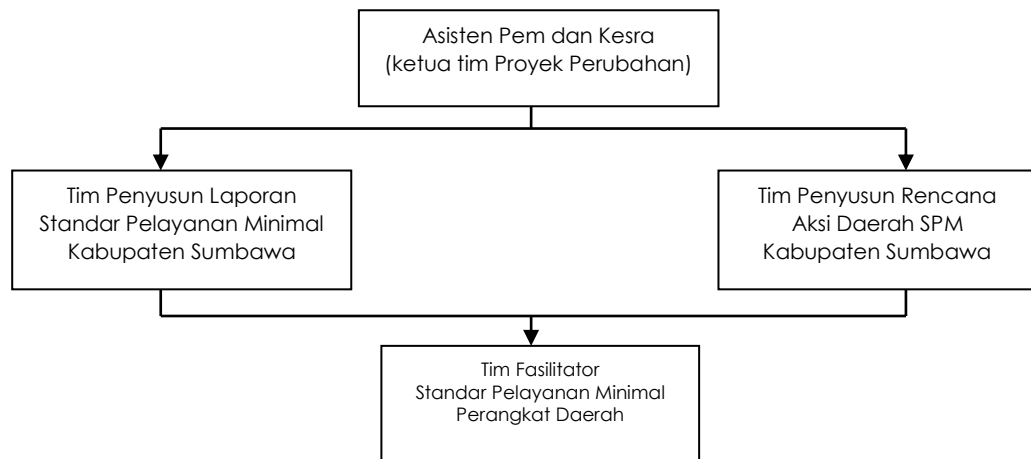 Asisten Pem dan Kesra
(ketua tim Proyek Perubahan)
Tim Penyusun Laporan
Standar Pelayanan Minimal
Kabupaten Sumbawa
Tim Penyusun Rencana
Aksi Daerah SPM
Kabupaten Sumbawa
Tim Fasilitator
Standar Pelayanan Minimal
Perangkat Daerah